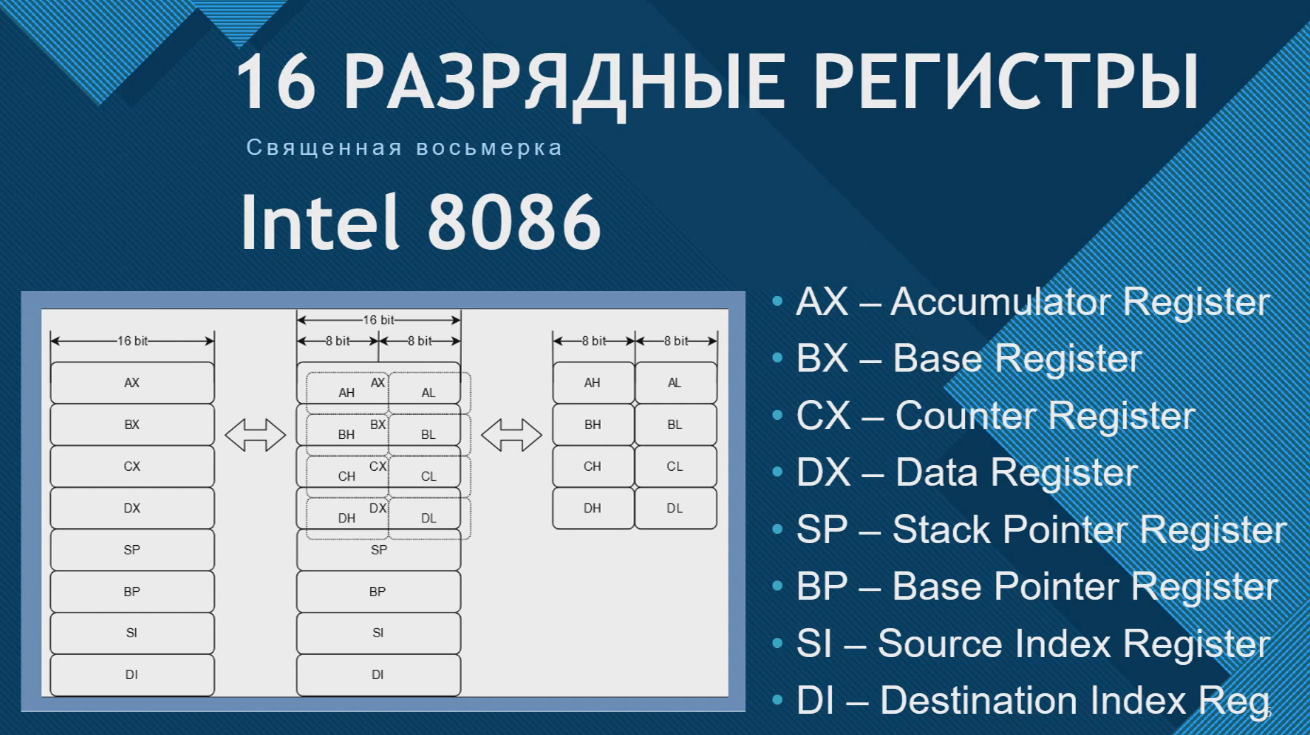 16 РАЗРЯДНЫЕ РЕГИСТРЫ
Священная восьмерка
Intel 8086
16 bit
AX
BX
CX
DX
SP
BP
SI
DI
16 bit
8 bit 8 bit
AX
AH AL
BX
BH BL
CX
CH CL
DX
DH DL
SP
BP
SI
DI
8 bit 8 bit
AH AL
BH BL
CH CL
DH DL
• AX – Accumulator Register
• BX – Base Register
• CX – Counter Register
• DX – Data Register
• SP – Stack Pointer Register
• BP – Base Pointer Register
• SI – Source Index Register
• DI – Destination Index Reg